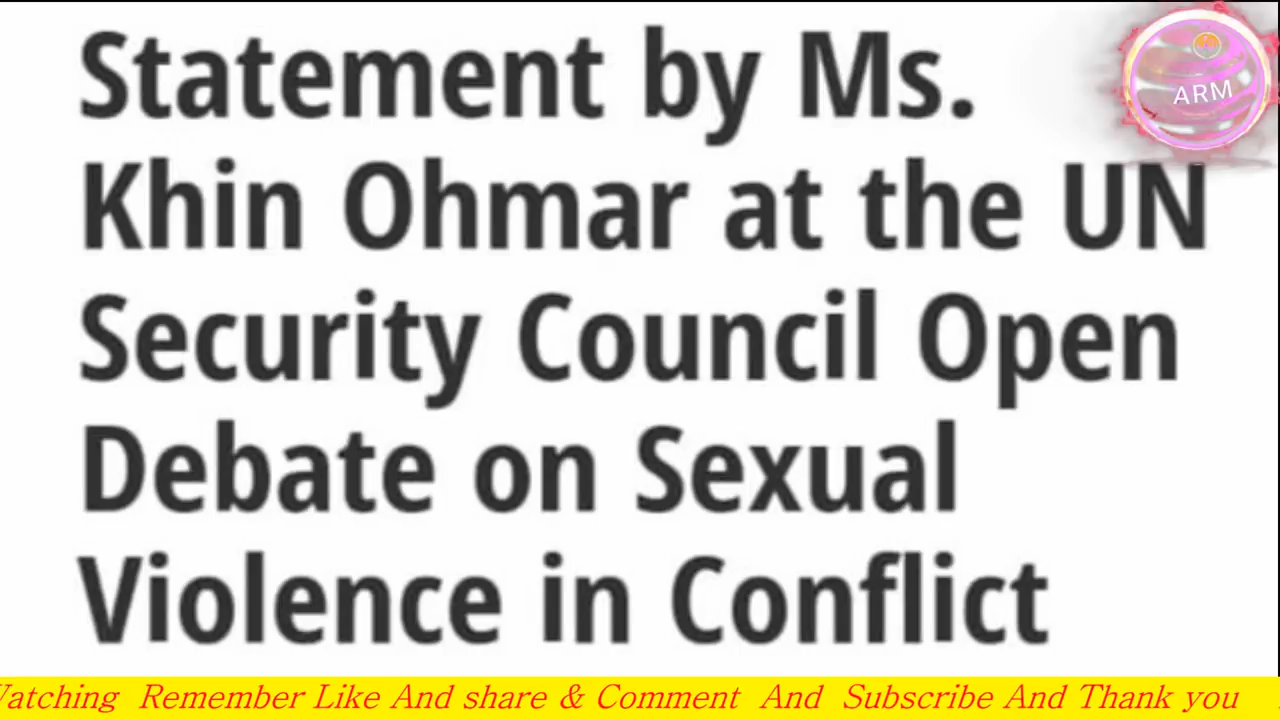 Statement by Ms.
Khin Ohmar at the UN
Security Council Open
Debate on Sexual
Violence in Conflict
ARM
Watching Remember Like And share & Comment And Subscribe And Thank you